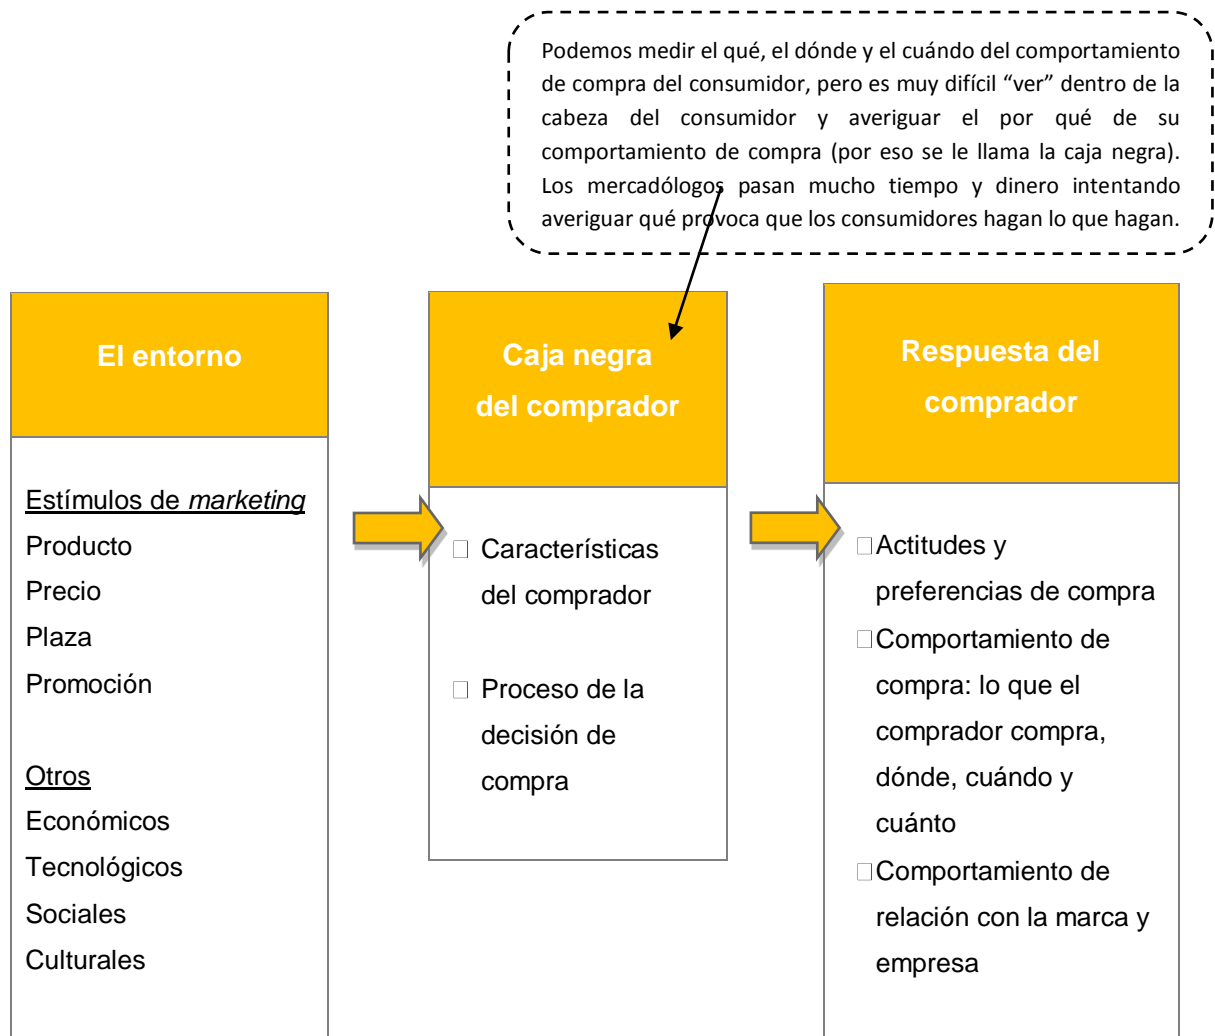 Podemos medir el qué, el dónde y el cuándo del comportamiento
de compra del consumidor, pero es muy difícil “ver” dentro de la
cabeza del consumidor y averiguar el por qué de su
comportamiento de compra (por eso se le llama la caja negra).
Los mercadólogos pasan mucho tiempo y dinero intentando
averiguar qué provoca que los consumidores hagan lo que hagan.
El entorno
Estímulos de marketing
Producto
Precio
Plaza
Promoción
Otros
Económicos
Tecnológicos
Sociales
Culturales
Caja negra
del comprador
Características
del comprador
Proceso de la
decisión de
compra
Respuesta del
comprador
Actitudes y
preferencias de compra
Comportamiento de
compra: lo que el
comprador compra,
dónde, cuándo y
cuánto
Comportamiento de
relación con la marca y
empresa